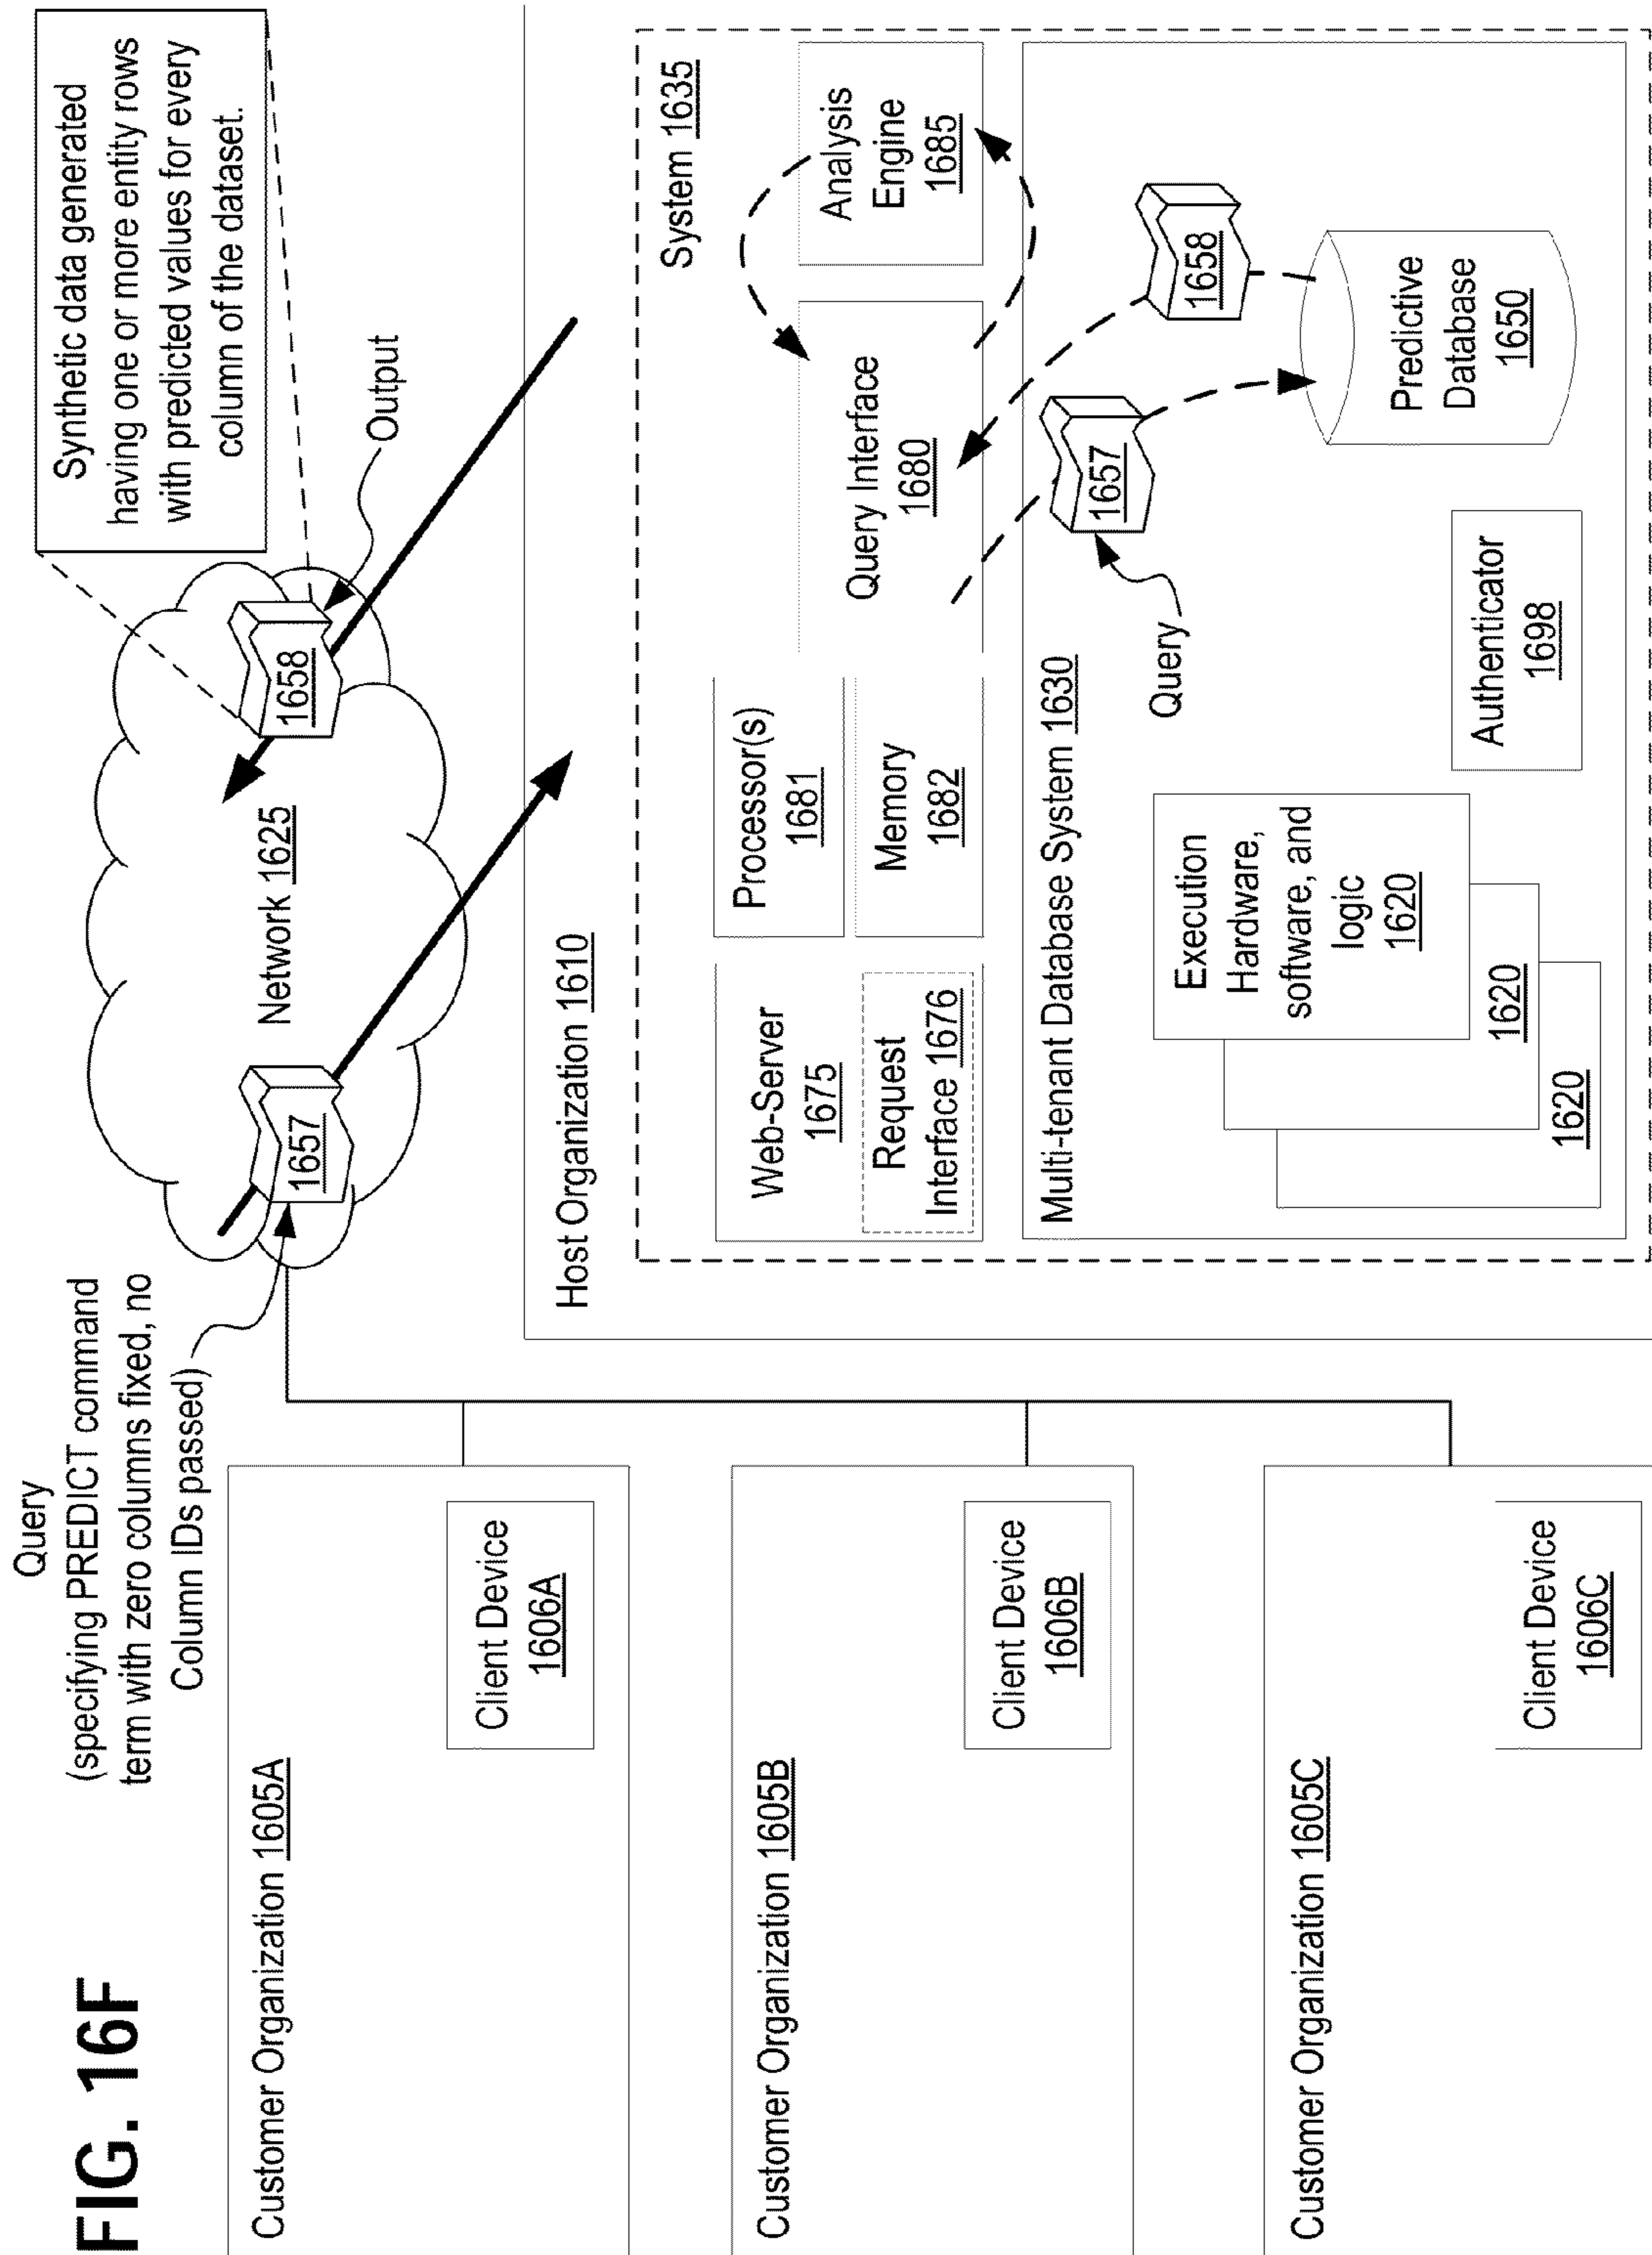 FIG. 16F
Query
(specifying PREDICT command
term with zero columns fixed, no
Column IDs passed)
Synthetic data generated
having one or more entity rows
with predicted values for every
column of the dataset.
1657
Network 1625
1658
Output
Customer Organization 1605A
Client Device
1606A
Customer Organization 1605B
Client Device
1606B
Customer Organization 1605C
Client Device
1606C
Host Organization 1610
System 1635
Web-Server
1675
Request
Interface 1676
Processor(s)
1681
Memory
1682
Query Interface
1680
Analysis
Engine
1685
Multi-tenant Database System 1630
Query
1657
1658
Execution
Hardware,
software, and
logic
1620
1620
1620
Authenticator
1698
Predictive
Database
1650